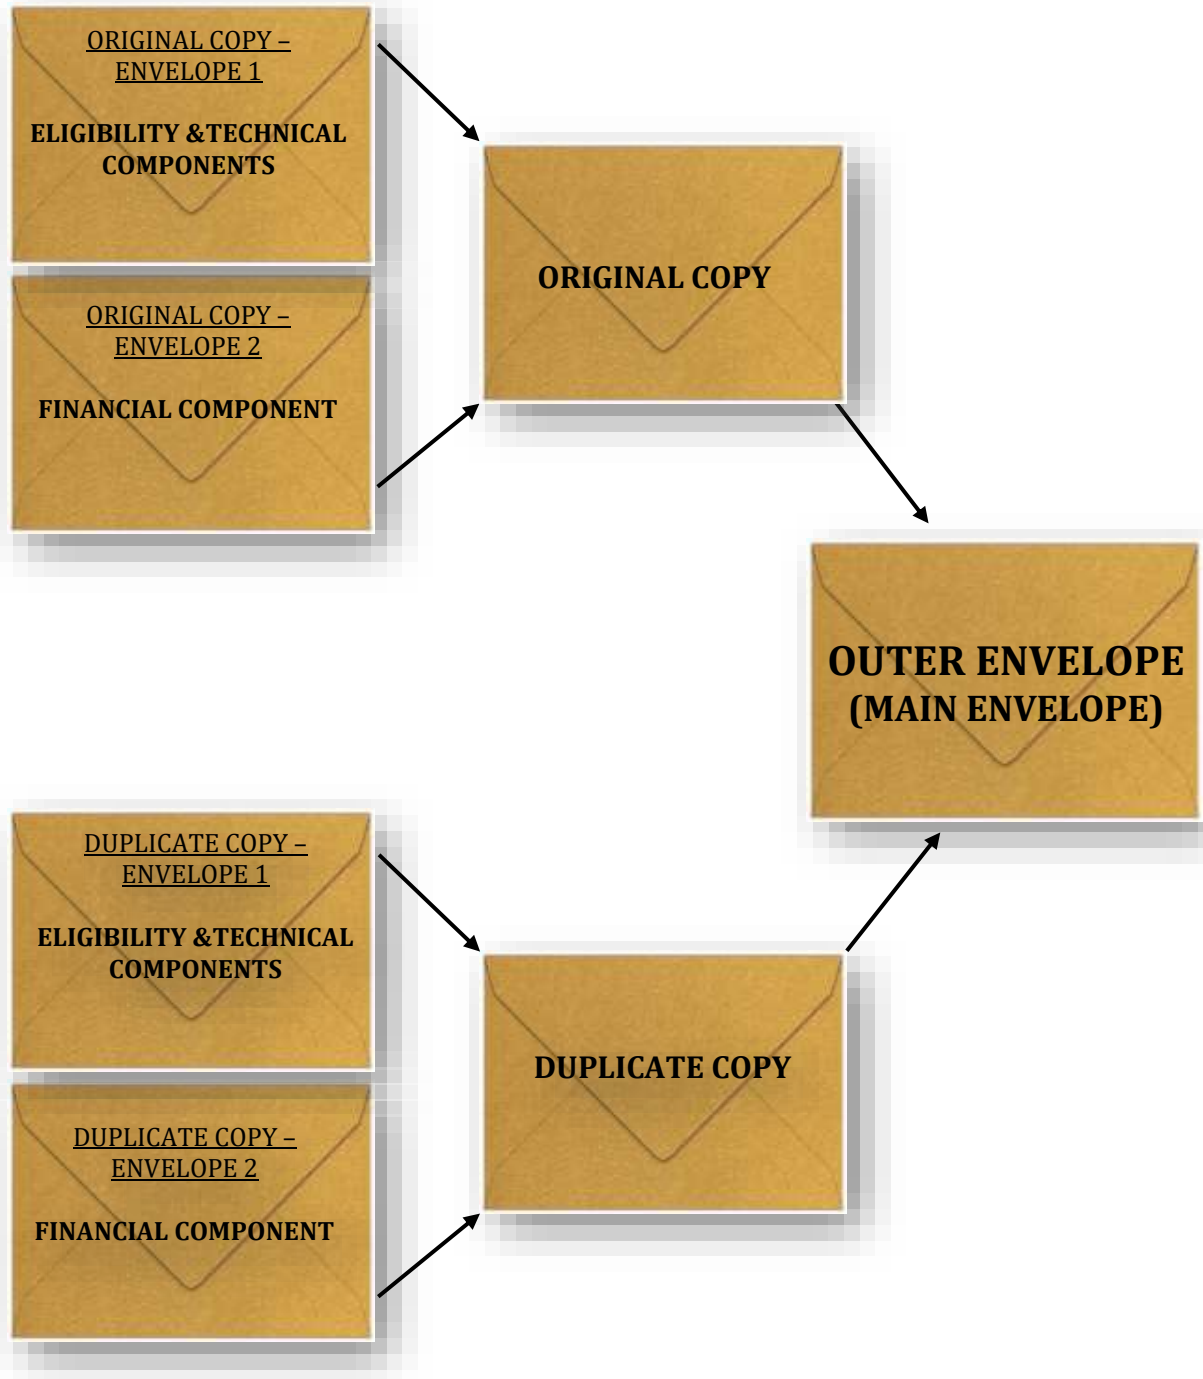 ORIGINAL COPY –
ENVELOPE 1
ELIGIBILITY &TECHNICAL
COMPONENTS
ORIGINAL COPY –
ENVELOPE 2
FINANCIAL COMPONENT
ORIGINAL COPY
OUTER ENVELOPE
(MAIN ENVELOPE)
DUPLICATE COPY –
ENVELOPE 1
ELIGIBILITY &TECHNICAL
COMPONENTS
DUPLICATE COPY –
ENVELOPE 2
FINANCIAL COMPONENT
DUPLICATE COPY